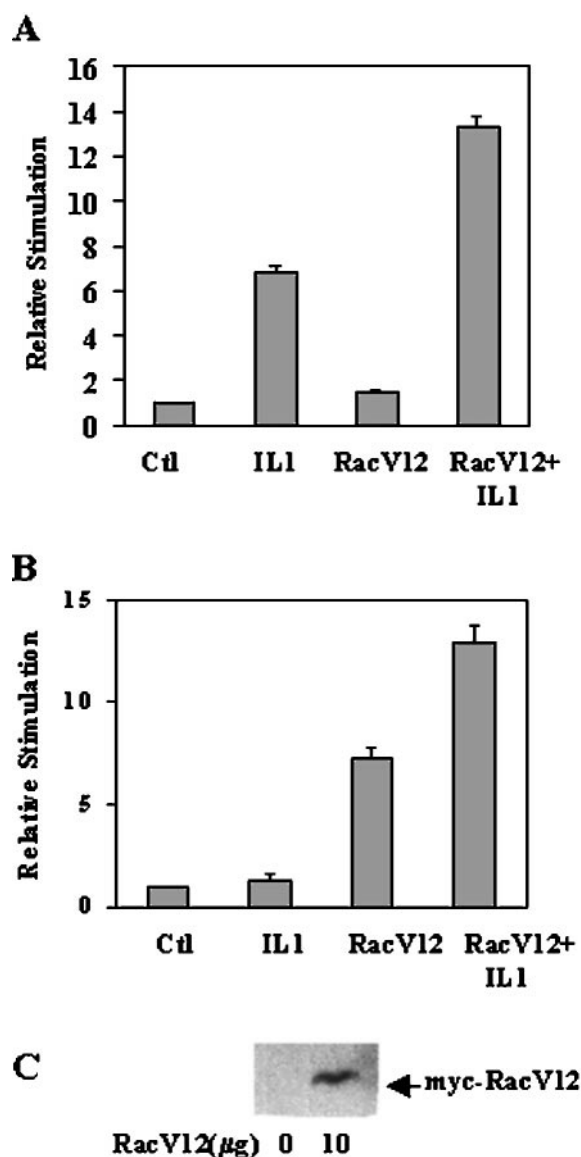 A
Relative Stimulation
16
14
12
10
8
6
4
2
0
Ctl IL1 RacV12 RacV12+
IL1
B
Relative Stimulation
15
10
5
0
Ctl IL1 RacV12 RacV12+
IL1
C
myc-RacV12
RacV12(µg) 0 10